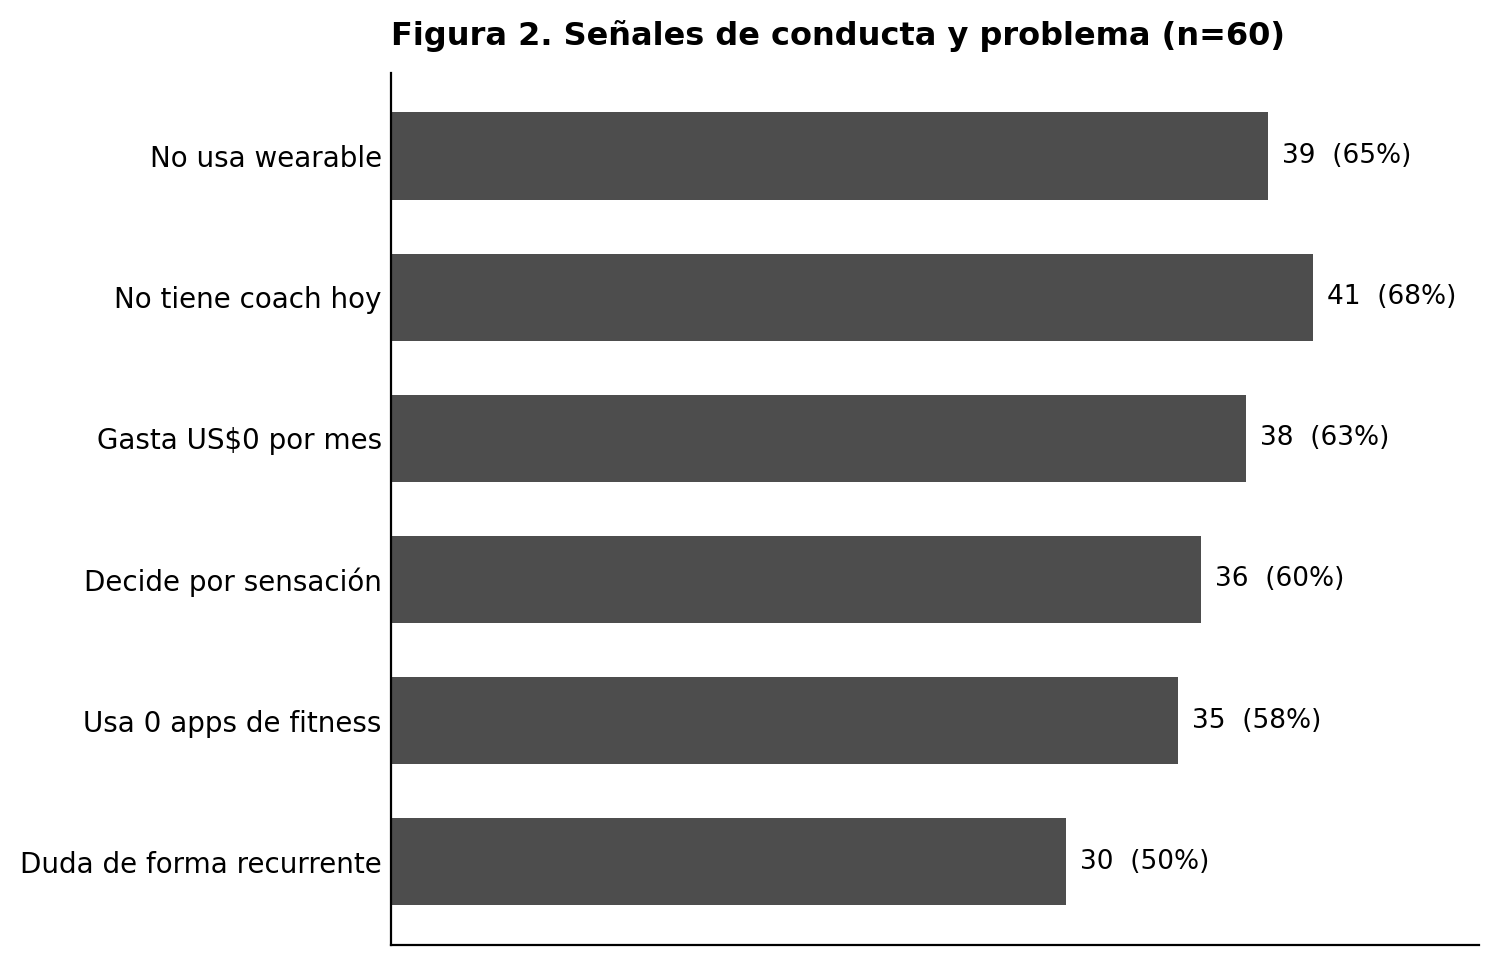 Figura 2. Señales de conducta y problema (n=60)
No usa wearable 39 (65%)
No tiene coach hoy 41 (68%)
Gasta US$0 por mes 38 (63%)
Decide por sensación 36 (60%)
Usa 0 apps de fitness 35 (58%)
Duda de forma recurrente 30 (50%)